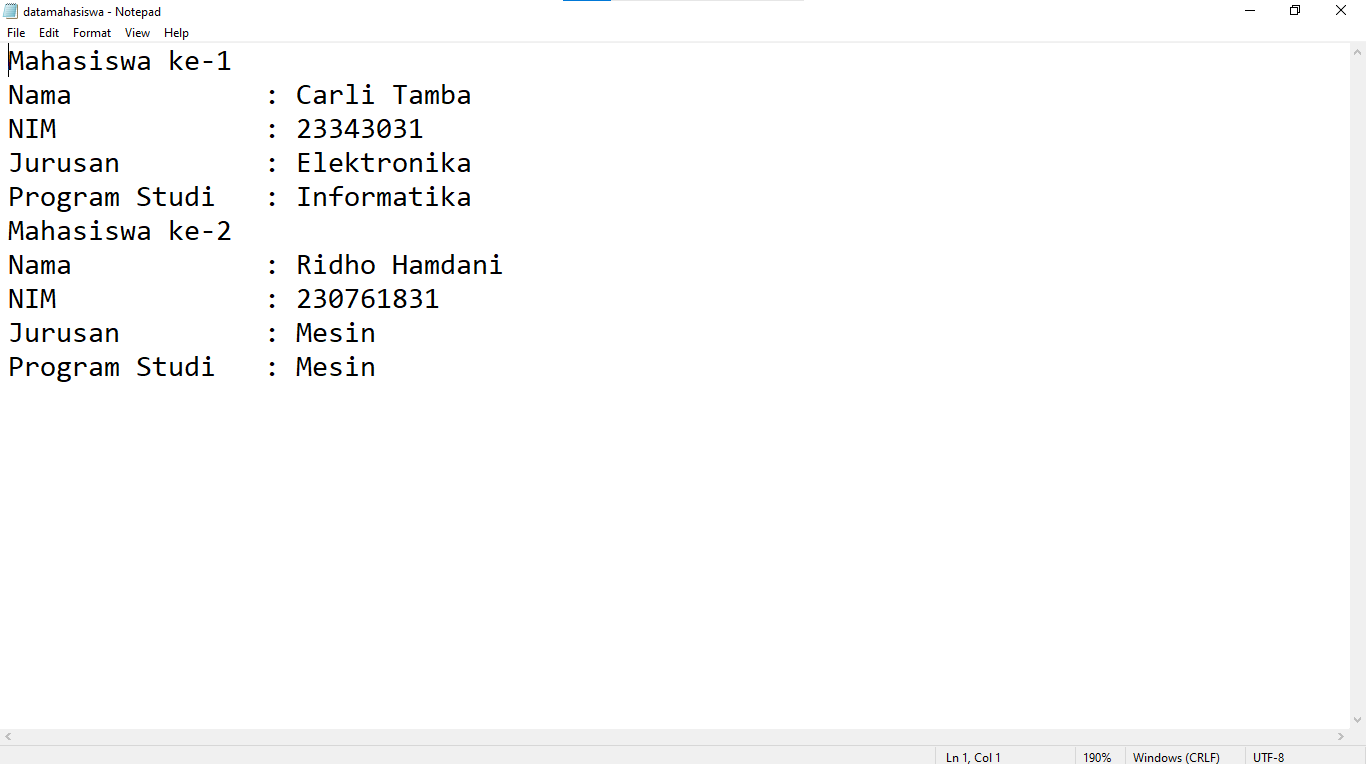 datamahasiswa - Notepad
File Edit Format View Help
Mahasiswa ke-1
Nama : Carli Tamba
NIM : 23343031
Jurusan : Elektronika
Program Studi : Informatika
Mahasiswa ke-2
Nama : Ridho Hamdani
NIM : 230761831
Jurusan : Mesin
Program Studi : Mesin
Ln 1, Col 1 190% Windows (CRLF) UTF-8